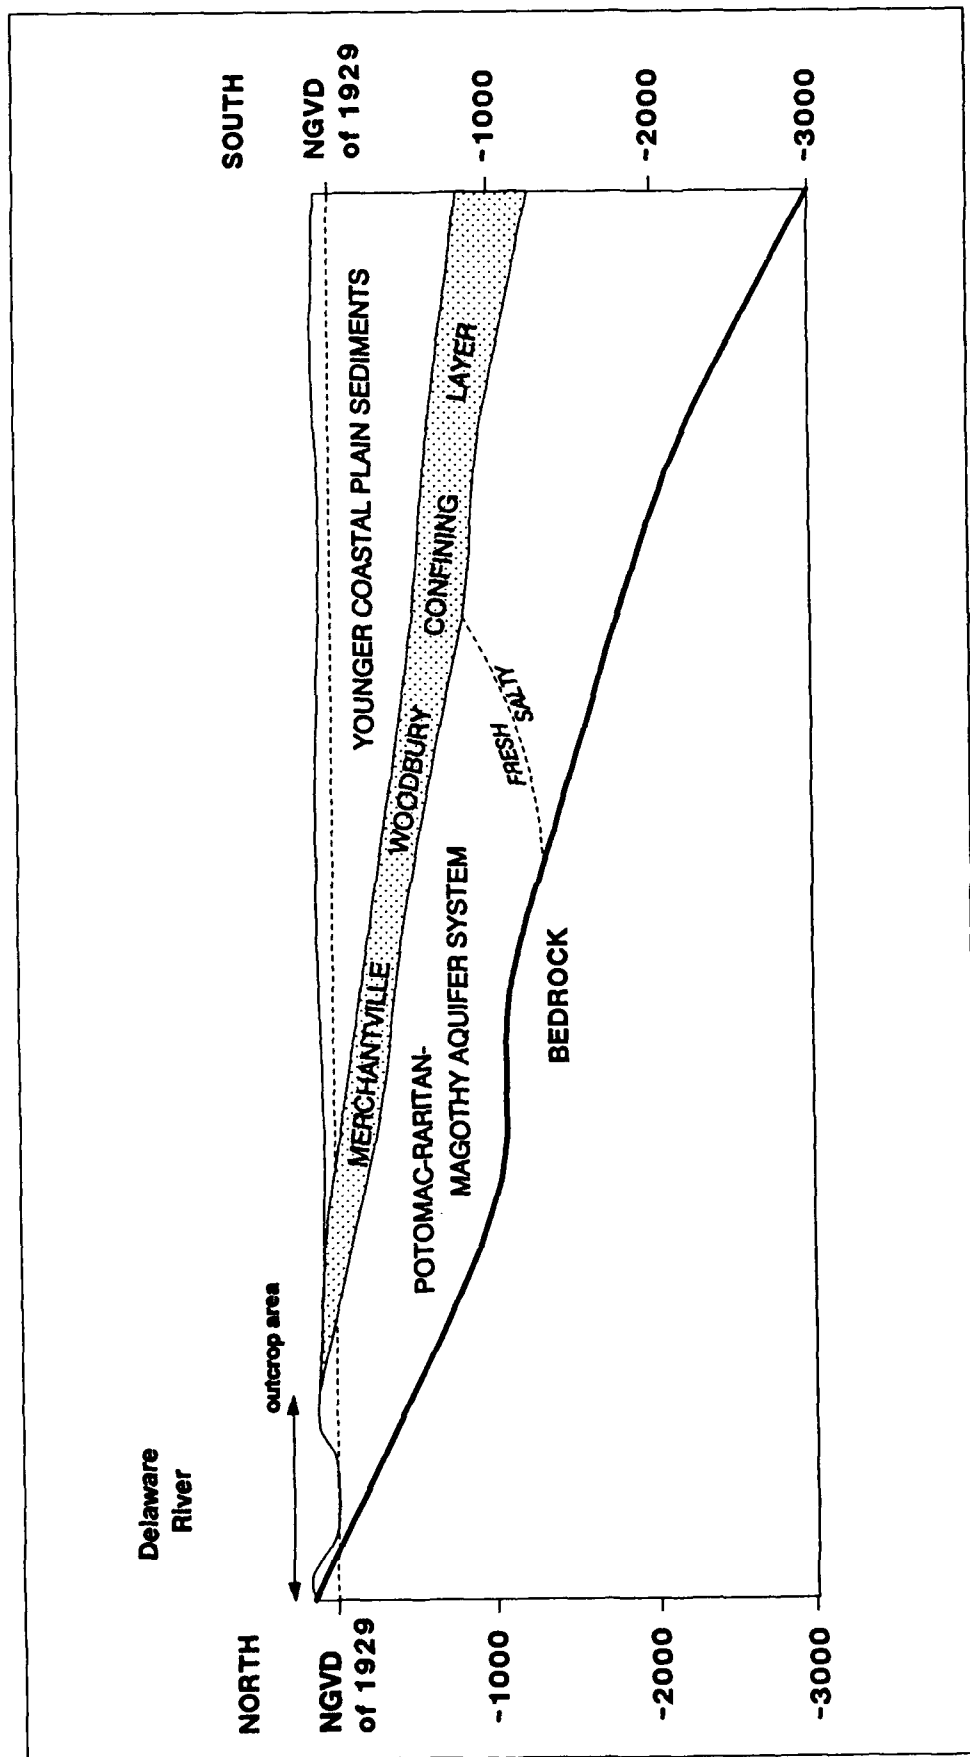 Delaware
River
outcrop area
NORTH
SOUTH
NGVD
of 1929
-1000
-2000
-3000
NGVD
of 1929
-1000
-2000
-3000
YOUNGER COASTAL PLAIN SEDIMENTS
MERCHANTVILLE WOODBURY CONFINING LAYER
POTOMAC-RARITAN-
MAGOTHY AQUIFER SYSTEM
FRESH
SALTY
BEDROCK